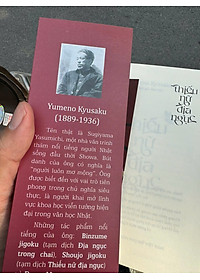 Yumeno Kyusaku
(1889-1936)
Tên thật là Sugiyama
Yasumichi, một nhà văn trinh
thám nổi tiếng người Nhật
sống đầu thời Showa. Bút
danh của ông có nghĩa là
“người luôn mơ mộng”. Ông
được biết đến với vai trò tiên
phong trong chủ nghĩa siêu
thực, là người khai mở lĩnh
vực khoa học viễn tưởng hiện
đại trong văn học Nhật.
Những tác phẩm nổi
tiếng của ông: Binzume
jigoku (tạm dịch Địa ngục
trong chai), Shoujo jigoku
(tạm dịch Thiếu nữ địa ngục)
thiếu
nữ
địa
ngục